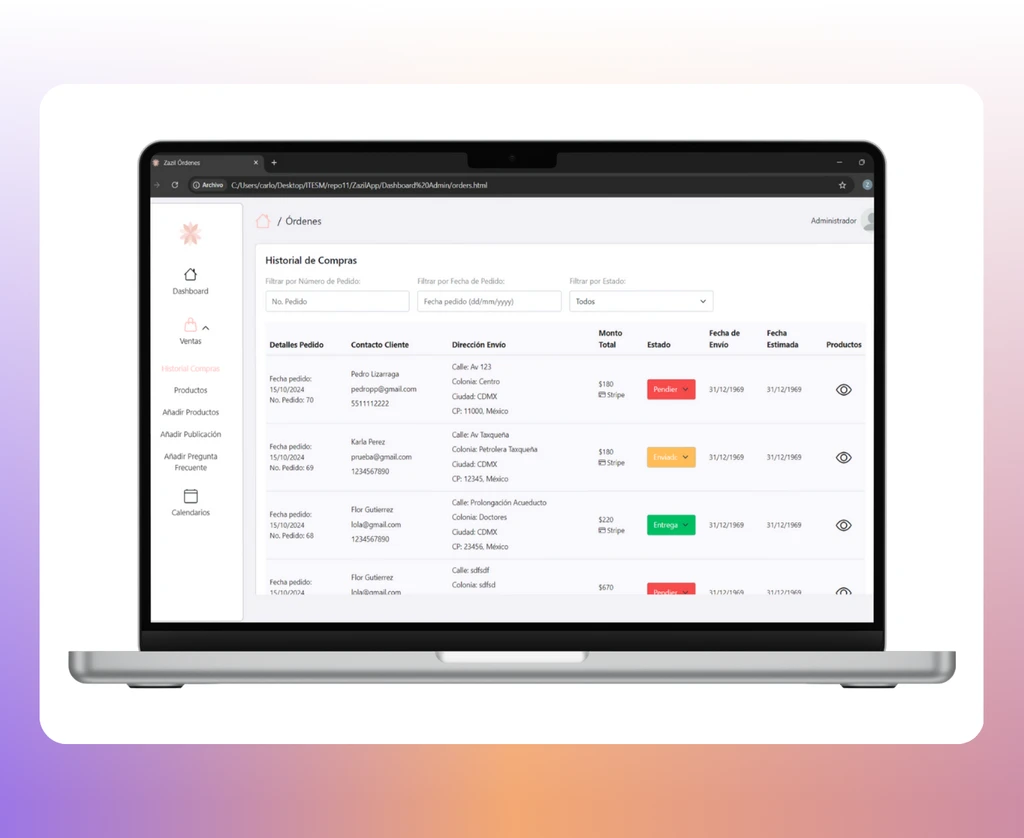 Zazil Órdenes
Archivo C:/Users/carlo/Desktop/ITESM/repo11/ZazilApp/Dashboard%20Admin/orders.html
/ Órdenes
Administrador
Dashboard
Ventas
Historial Compras
Productos
Añadir Productos
Añadir Publicación
Añadir Pregunta
Frecuente
Calendarios
Historial de Compras
Filtrar por Número de Pedido:
No. Pedido
Filtrar por Fecha de Pedido:
Fecha pedido (dd/mm/yyyy)
Filtrar por Estado:
Todos
Detalles Pedido
Contacto Cliente
Dirección Envío
Monto
Total
Estado
Fecha de
Envío
Fecha
Estimada
Productos
Fecha pedido:
15/10/2024
No. Pedido: 70
Pedro Lizarraga
pedropp@gmail.com
5511112222
Calle: Av 123
Colonia: Centro
Ciudad: CDMX
CP: 11000, México
$180
Stripe
Pendier
31/12/1969
31/12/1969
Fecha pedido:
15/10/2024
No. Pedido: 69
Karla Perez
prueba@gmail.com
1234567890
Calle: Av Taxqueña
Colonia: Petrolera Taxqueña
Ciudad: CDMX
CP: 12345, México
$180
Stripe
Enviado
31/12/1969
31/12/1969
Fecha pedido:
15/10/2024
No. Pedido: 68
Flor Gutierrez
lola@gmail.com
1234567890
Calle: Prolongación Acueducto
Colonia: Doctores
Ciudad: CDMX
CP: 23456, México
$220
Stripe
Entrega
31/12/1969
31/12/1969
Fecha pedido:
15/10/2024
Flor Gutierrez
lola@gmail.com
Calle: sdfsdf
Colonia: sdfsd
$670
Pendier
31/12/1969
31/12/1969